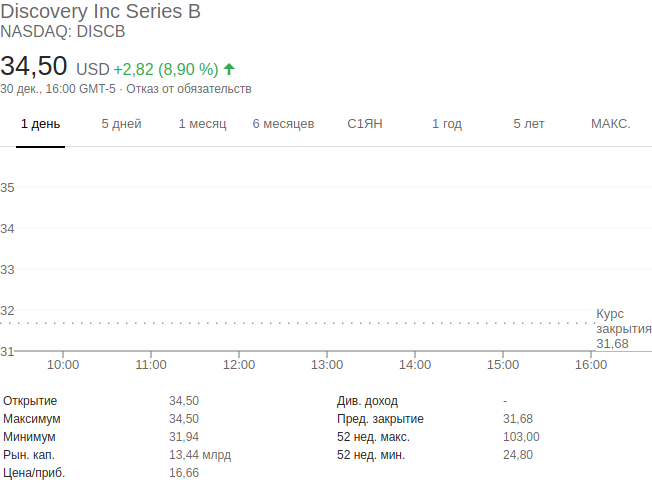 Discovery Inc Series B
NASDAQ: DISCB
34,50 USD +2,82 (8,90 %)
30 дек., 16:00 GMT-5 · Отказ от обязательств
1 день 5 дней 1 месяц 6 месяцев С1ЯН 1 год 5 лет МАКС.
35
34
33
32
Курс
закрытия
31,68
31
10:00 11:00 12:00 13:00 14:00 15:00 16:00
Открытие 34,50 Див. доход -
Максимум 34,50 Пред. закрытие 31,68
Минимум 31,94 52 нед. макс. 103,00
Рын. кап. 13,44 млрд 52 нед. мин. 24,80
Цена/приб. 16,66